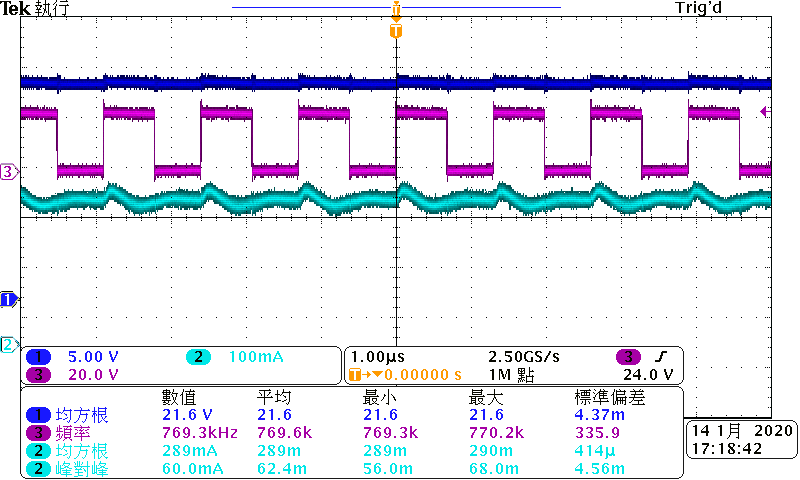 Tek 執行 Trig'd
T
T
3
1
2
1 5.00 V 2 100mA
3 20.0 V
1.00µs 2.50GS/s 3
T→▼0.00000 s 1M 點 24.0 V
數值 平均 最小 最大 標準偏差
1 均方根 21.6 V 21.6 21.6 21.6 4.37m
3 頻率 769.3kHz 769.6k 769.3k 770.2k 335.9
2 均方根 289mA 289m 289m 290m 414µ
2 峰對峰 60.0mA 62.4m 56.0m 68.0m 4.56m
14 1月 2020
17:18:42